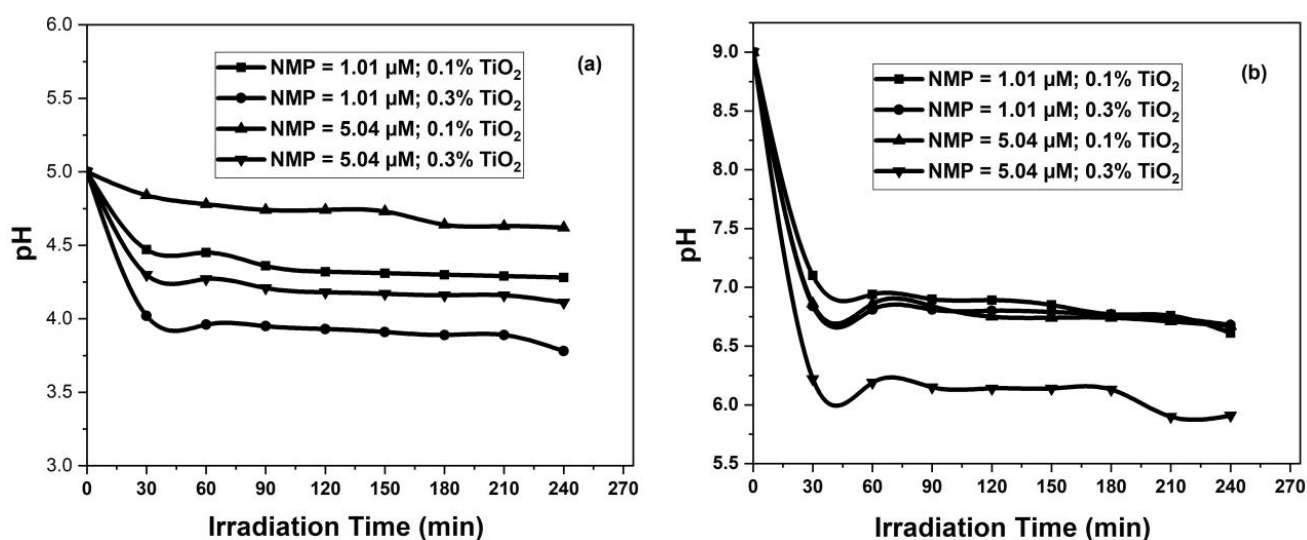 (a)
NMP = 1.01 µM; 0.1% TiO₂
NMP = 1.01 µM; 0.3% TiO₂
NMP = 5.04 µM; 0.1% TiO₂
NMP = 5.04 µM; 0.3% TiO₂
pH
6.0
5.5
5.0
4.5
4.0
3.5
3.0
0 30 60 90 120 150 180 210 240 270
Irradiation Time (min)
(b)
NMP = 1.01 µM; 0.1% TiO₂
NMP = 1.01 µM; 0.3% TiO₂
NMP = 5.04 µM; 0.1% TiO₂
NMP = 5.04 µM; 0.3% TiO₂
pH
9.0
8.5
8.0
7.5
7.0
6.5
6.0
5.5
0 30 60 90 120 150 180 210 240 270
Irradiation Time (min)